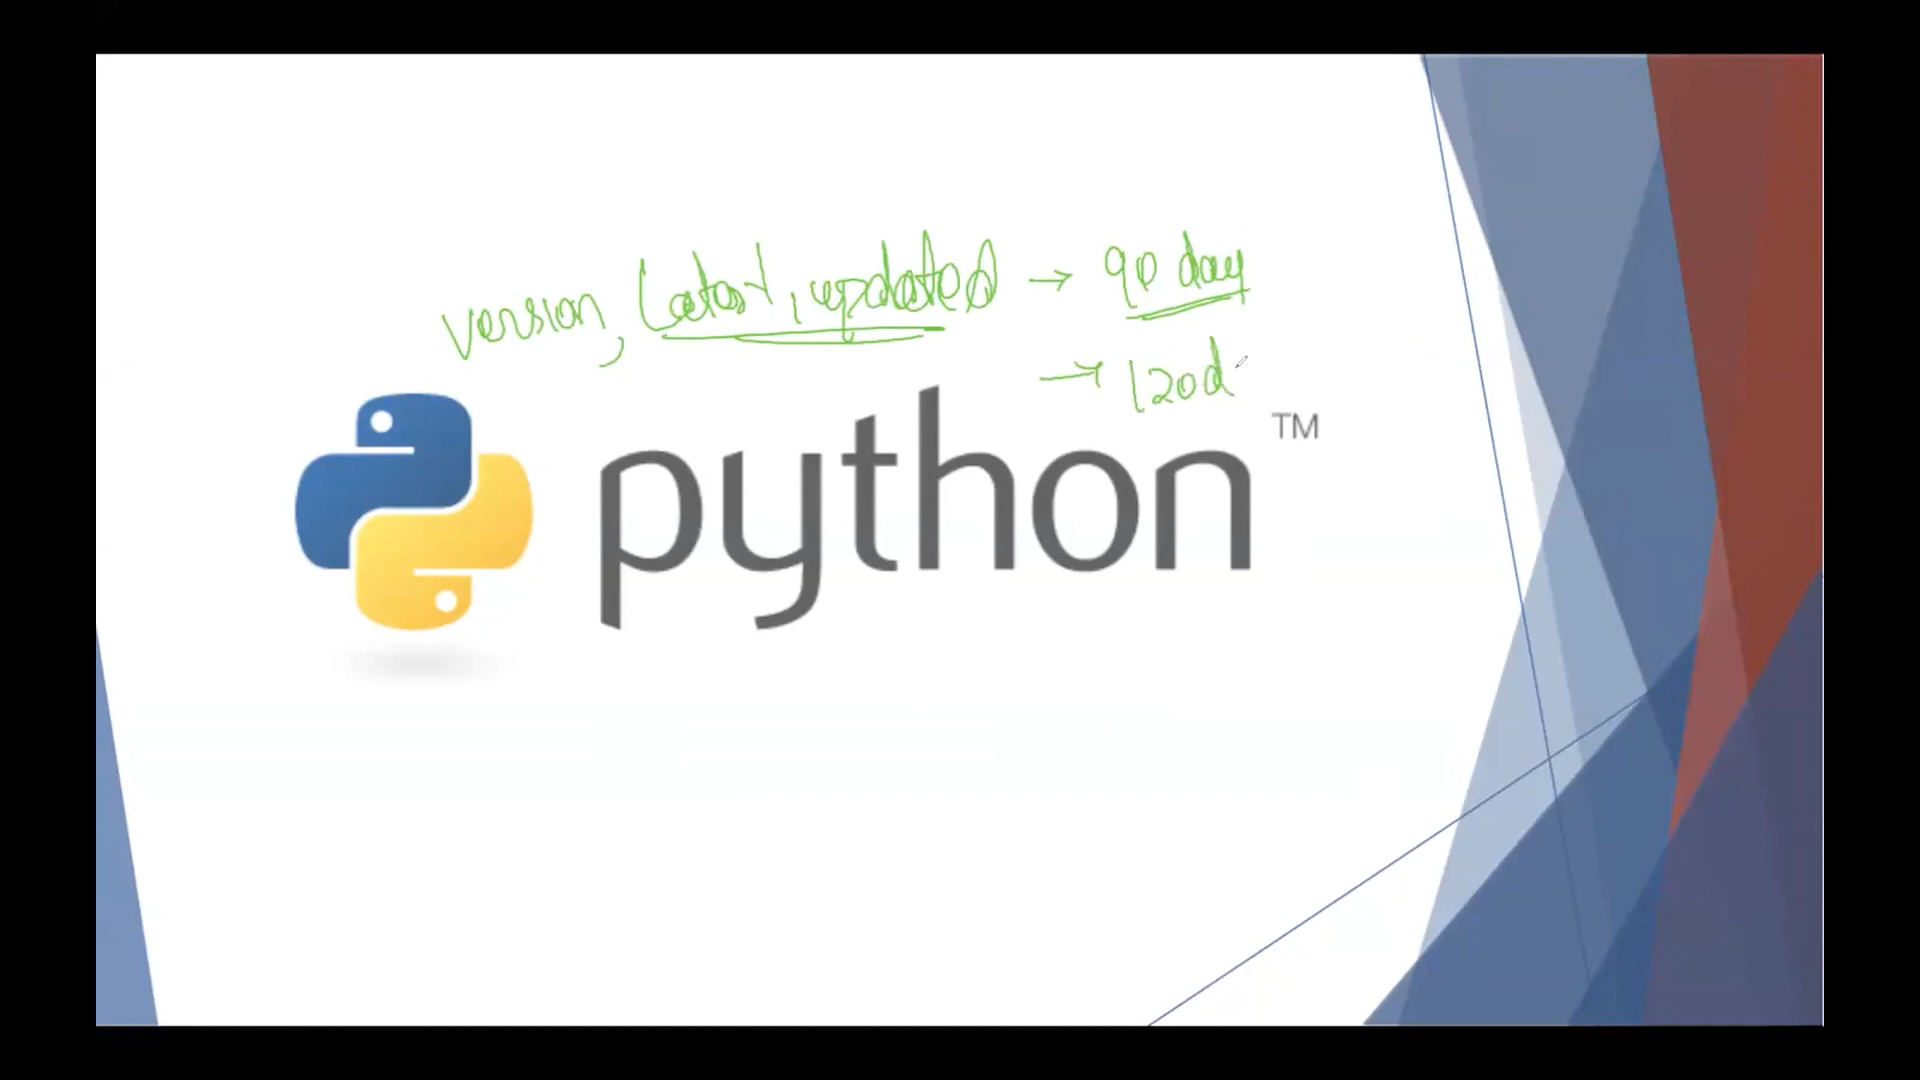 version, Latest, updated → 90 day
→ 120d
python TM